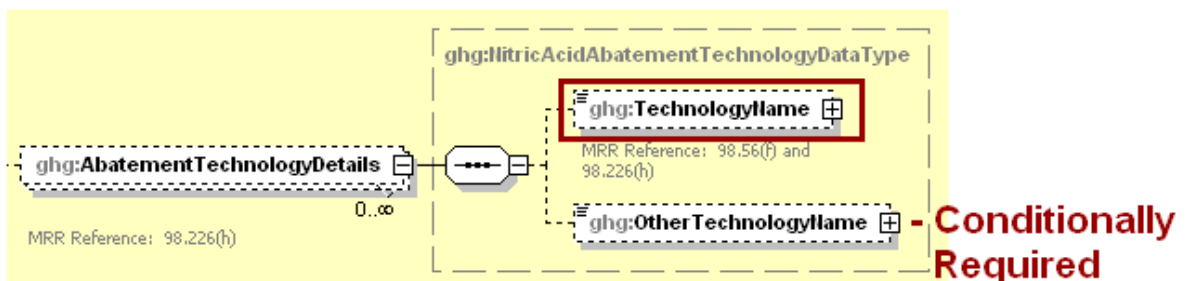 ghg:NitricAcidAbatementTechnologyDataType
ghg:TechnologyName
MRR Reference: 98.56(f) and
98.226(h)
ghg:AbatementTechnologyDetails
0..∞
MRR Reference: 98.226(h)
ghg:OtherTechnologyName
- Conditionally
Required